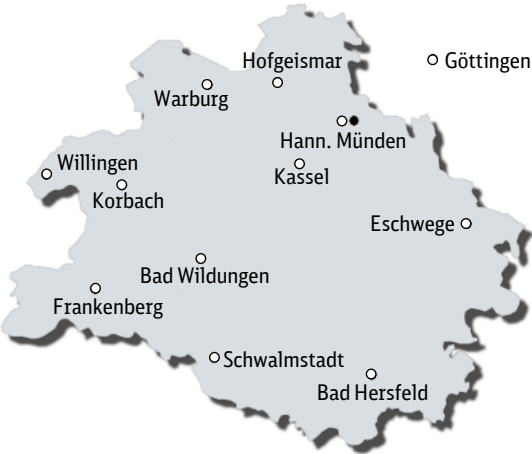 Hofgeismar
Göttingen
Warburg
Hann. Münden
Willingen
Kassel
Korbach
Eschwege
Bad Wildungen
Frankenberg
Schwalmstadt
Bad Hersfeld